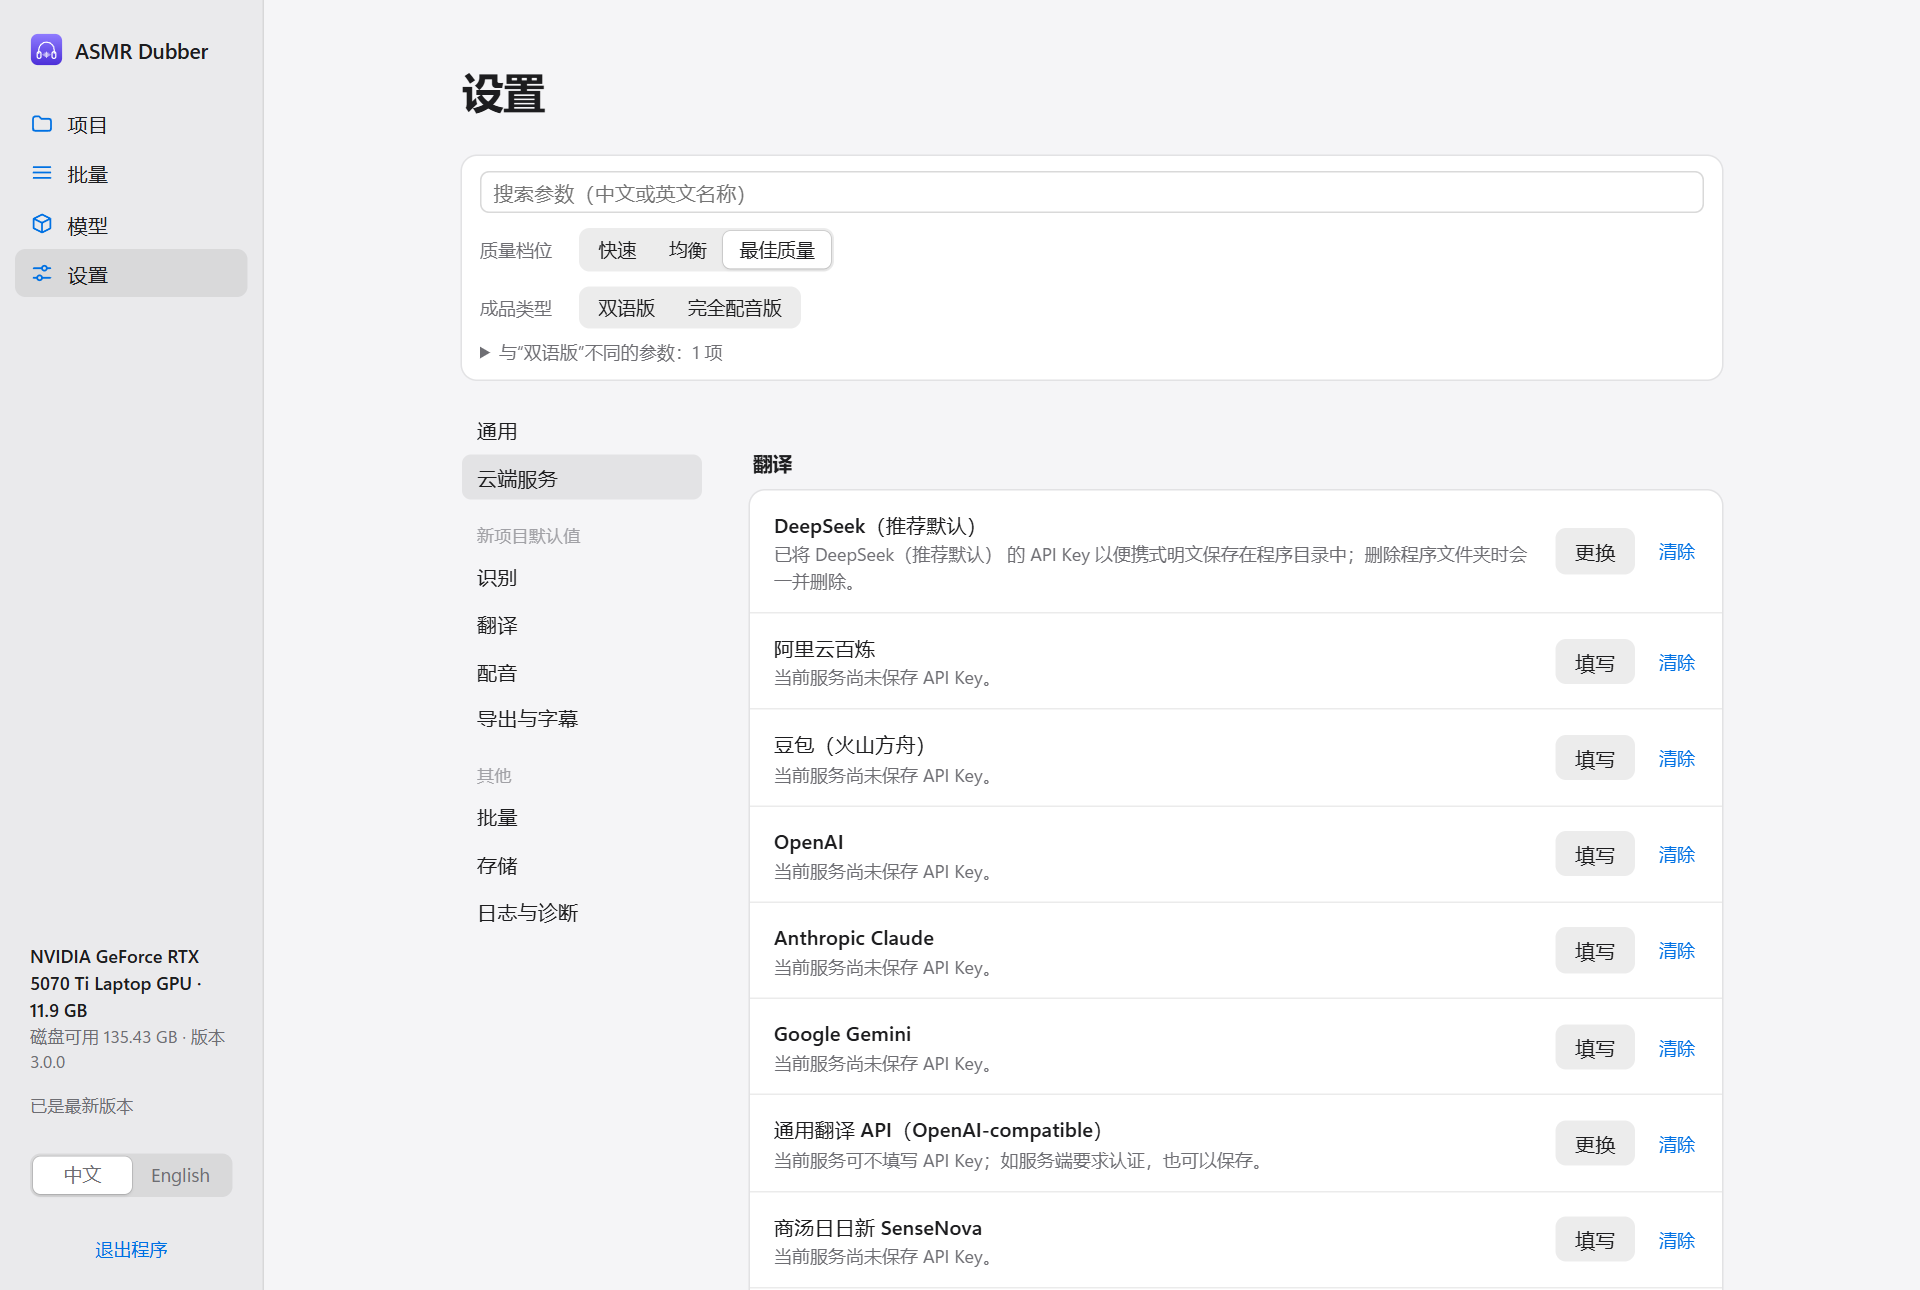 ASMR Dubber
项目
批量
模型
设置
NVIDIA GeForce RTX
5070 Ti Laptop GPU ·
11.9 GB
磁盘可用 135.43 GB · 版本
3.0.0
已是最新版本
中文 English
退出程序
设置
搜索参数（中文或英文名称）
质量档位 快速 均衡 最佳质量
成品类型 双语版 完全配音版
▶ 与“双语版”不同的参数：1 项
通用
云端服务
新项目默认值
识别
翻译
配音
导出与字幕
其他
批量
存储
日志与诊断
翻译
DeepSeek（推荐默认）
已将 DeepSeek（推荐默认） 的 API Key 以便携式明文保存在程序目录中；删除程序文件夹时会
一并删除。
更换 清除
阿里云百炼
当前服务尚未保存 API Key。
填写 清除
豆包（火山方舟）
当前服务尚未保存 API Key。
填写 清除
OpenAI
当前服务尚未保存 API Key。
填写 清除
Anthropic Claude
当前服务尚未保存 API Key。
填写 清除
Google Gemini
当前服务尚未保存 API Key。
填写 清除
通用翻译 API（OpenAI-compatible）
当前服务可不填写 API Key；如服务端要求认证，也可以保存。
更换 清除
商汤日日新 SenseNova
当前服务尚未保存 API Key。
填写 清除